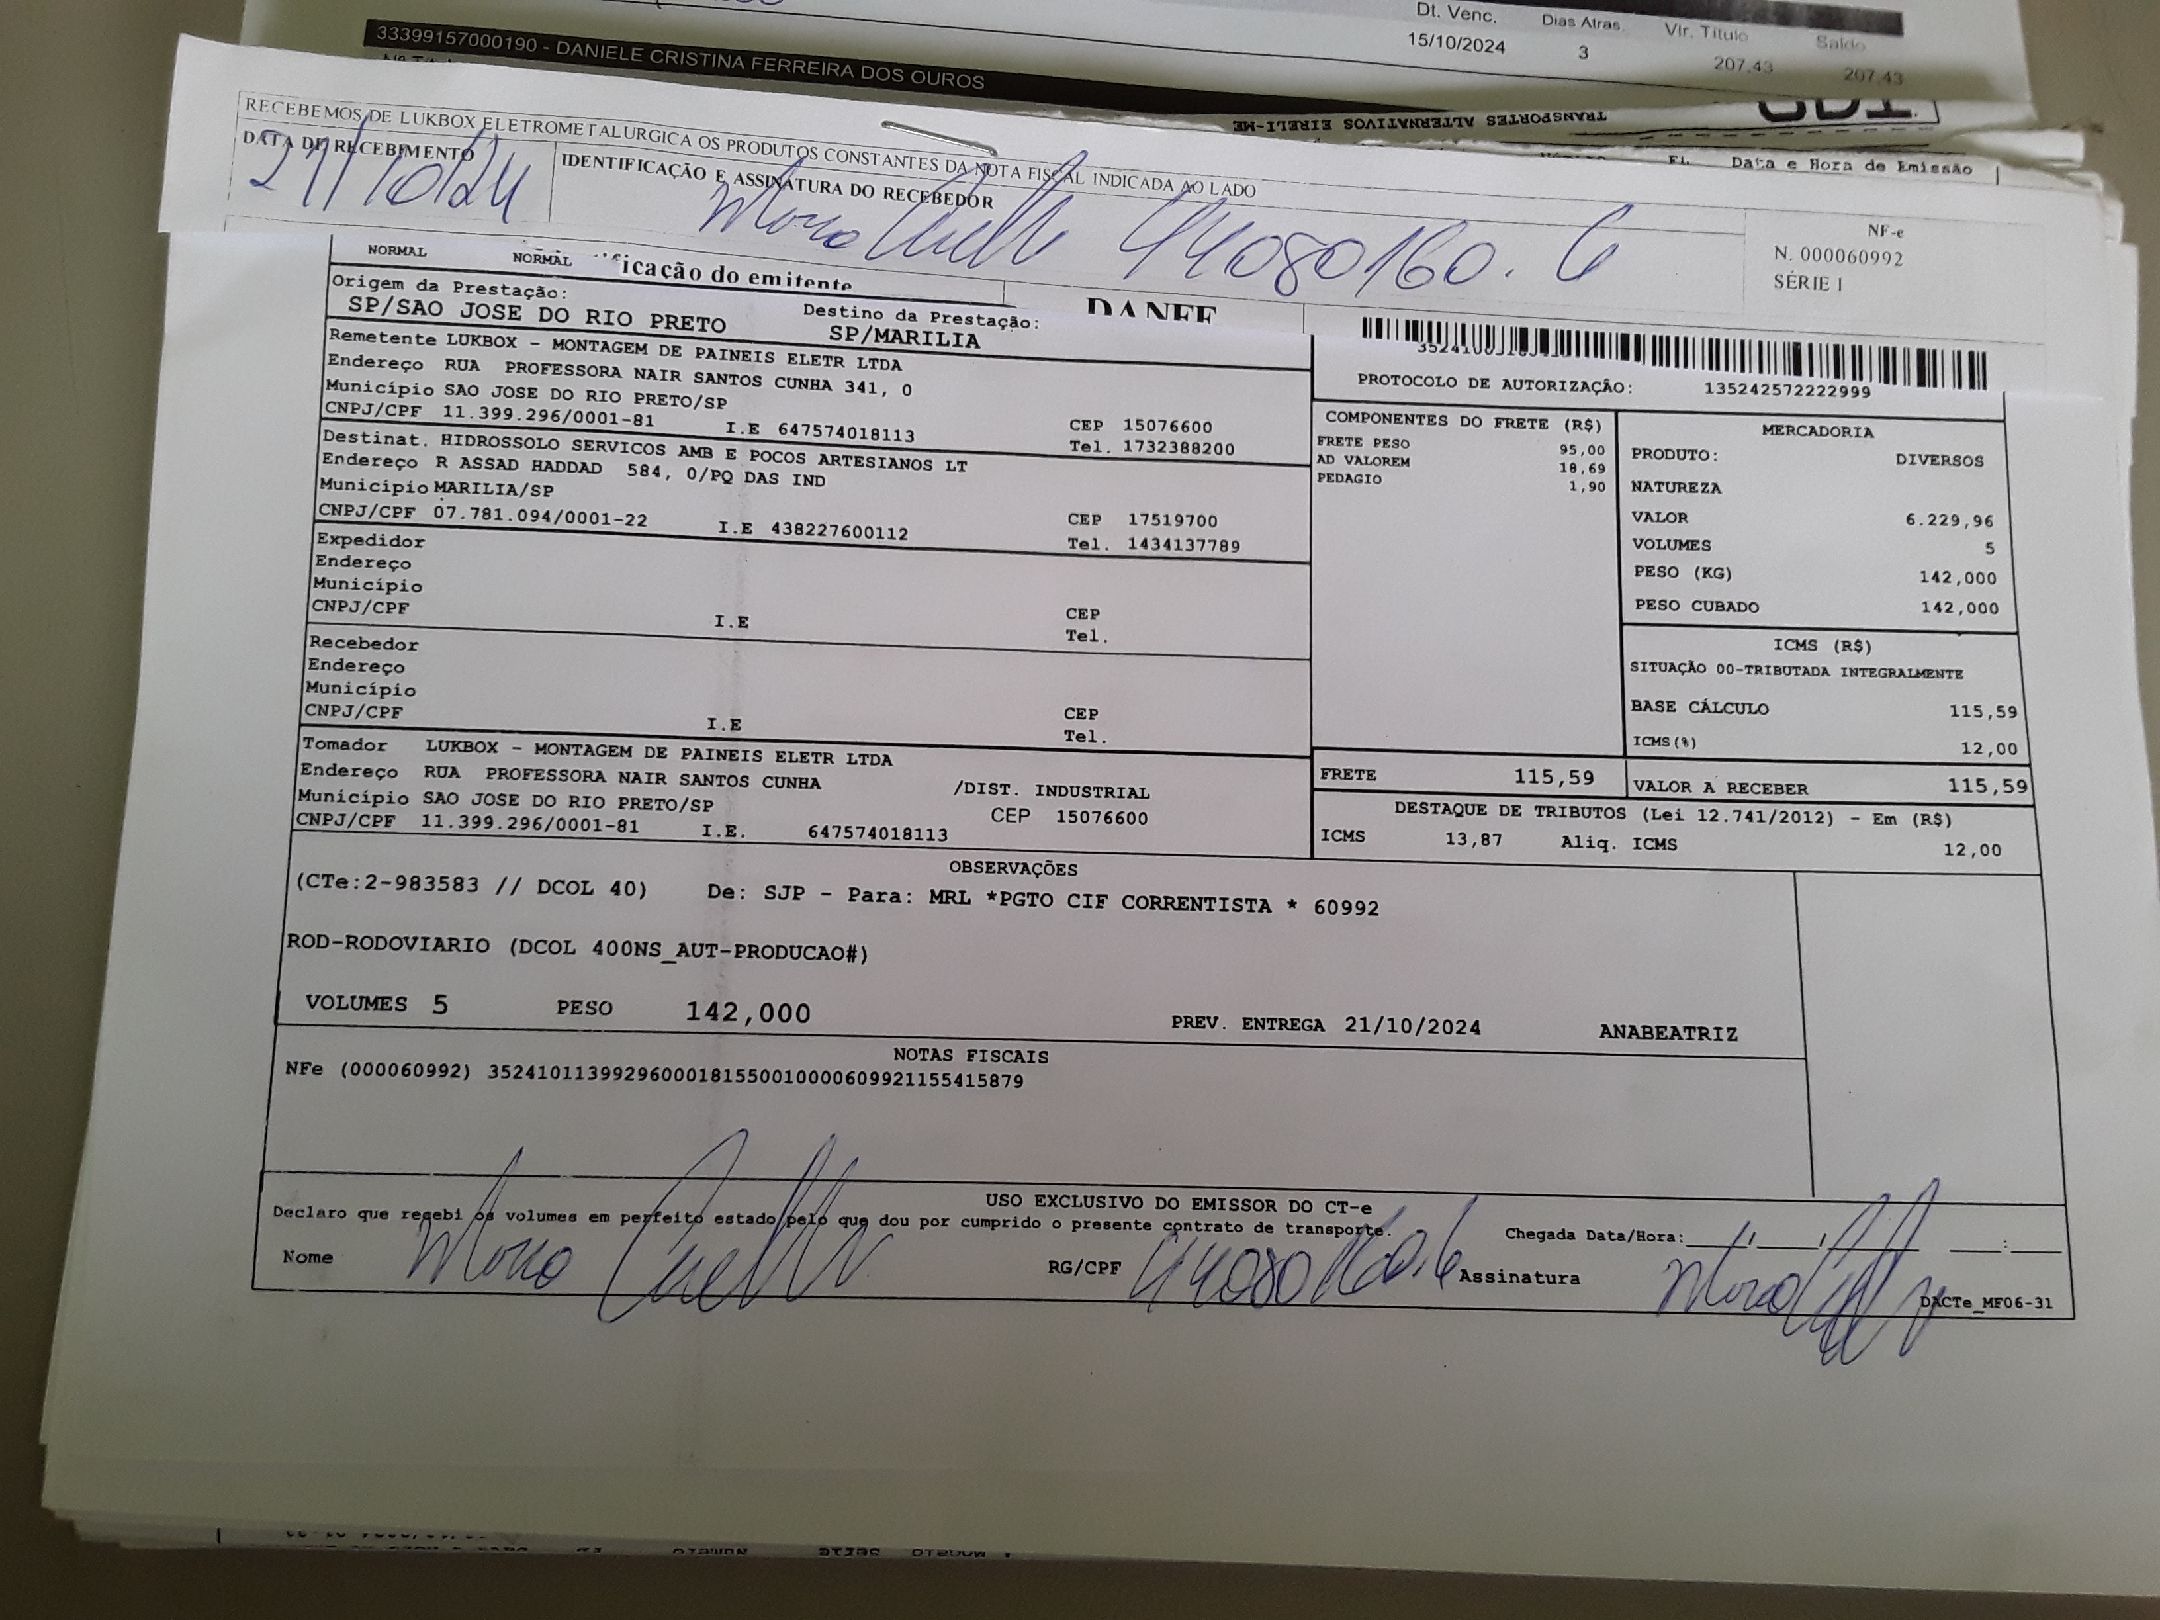 Dt. Venc. Dias Atras. Vlr. Título Saldo
15/10/2024 3 207,43 207,43
33399157000190 - DANIELE CRISTINA FERREIRA DOS OUROS
TRANSPORTES ALTERNATIVOS EIRELI-ME
Data e Hora de Emissão
RECEBEMOS DE LUKBOX ELETROMETALURGICA OS PRODUTOS CONSTANTES DA NOTA FISCAL INDICADA AO LADO
DATA DE RECEBIMENTO IDENTIFICAÇÃO E ASSINATURA DO RECEBEDOR
/10/24 44080160.6
NF-e
N. 000060992
SÉRIE 1
NORMAL NORMAL
icação do emitente
DANFE
Origem da Prestação: Destino da Prestação:
SP/SAO JOSE DO RIO PRETO SP/MARILIA
Remetente LUKBOX - MONTAGEM DE PAINEIS ELETR LTDA
Endereço RUA PROFESSORA NAIR SANTOS CUNHA 341, 0
Município SAO JOSE DO RIO PRETO/SP CEP 15076600
CNPJ/CPF 11.399.296/0001-81 I.E 647574018113 Tel. 1732388200
Destinat. HIDROSSOLO SERVICOS AMB E POCOS ARTESIANOS LT
Endereço R ASSAD HADDAD 584, 0/PQ DAS IND
Município MARILIA/SP CEP 17519700
CNPJ/CPF 07.781.094/0001-22 I.E 438227600112 Tel. 1434137789
Expedidor
Endereço
Município CEP
CNPJ/CPF I.E Tel.
Recebedor
Endereço
Município CEP
CNPJ/CPF I.E Tel.
Tomador LUKBOX - MONTAGEM DE PAINEIS ELETR LTDA
Endereço RUA PROFESSORA NAIR SANTOS CUNHA /DIST. INDUSTRIAL
Município SAO JOSE DO RIO PRETO/SP CEP 15076600
CNPJ/CPF 11.399.296/0001-81 I.E. 647574018113
PROTOCOLO DE AUTORIZAÇÃO: 135242572222999
COMPONENTES DO FRETE (R$)
FRETE PESO 95,00
AD VALOREM 18,69
PEDAGIO 1,90
MERCADORIA
PRODUTO: DIVERSOS
NATUREZA
VALOR 6.229,96
VOLUMES 5
PESO (KG) 142,000
PESO CUBADO 142,000
ICMS (R$)
SITUAÇÃO 00-TRIBUTADA INTEGRALMENTE
BASE CÁLCULO 115,59
ICMS(%) 12,00
FRETE 115,59 VALOR A RECEBER 115,59
DESTAQUE DE TRIBUTOS (Lei 12.741/2012) - Em (R$)
ICMS 13,87 Aliq. ICMS 12,00
OBSERVAÇÕES
(CTe:2-983583 // DCOL 40) De: SJP - Para: MRL *PGTO CIF CORRENTISTA * 60992
ROD-RODOVIARIO (DCOL 400NS_AUT-PRODUCAO#)
VOLUMES 5 PESO 142,000 PREV. ENTREGA 21/10/2024 ANABEATRIZ
NOTAS FISCAIS
NFe (000060992) 35241011399296000181550010000609921155415879
USO EXCLUSIVO DO EMISSOR DO CT-e
Declaro que recebi os volumes em perfeito estado pelo que dou por cumprido o presente contrato de transporte. Chegada Data/Hora:
Nome RG/CPF 44080160.6 Assinatura
DACTe_MF06-31